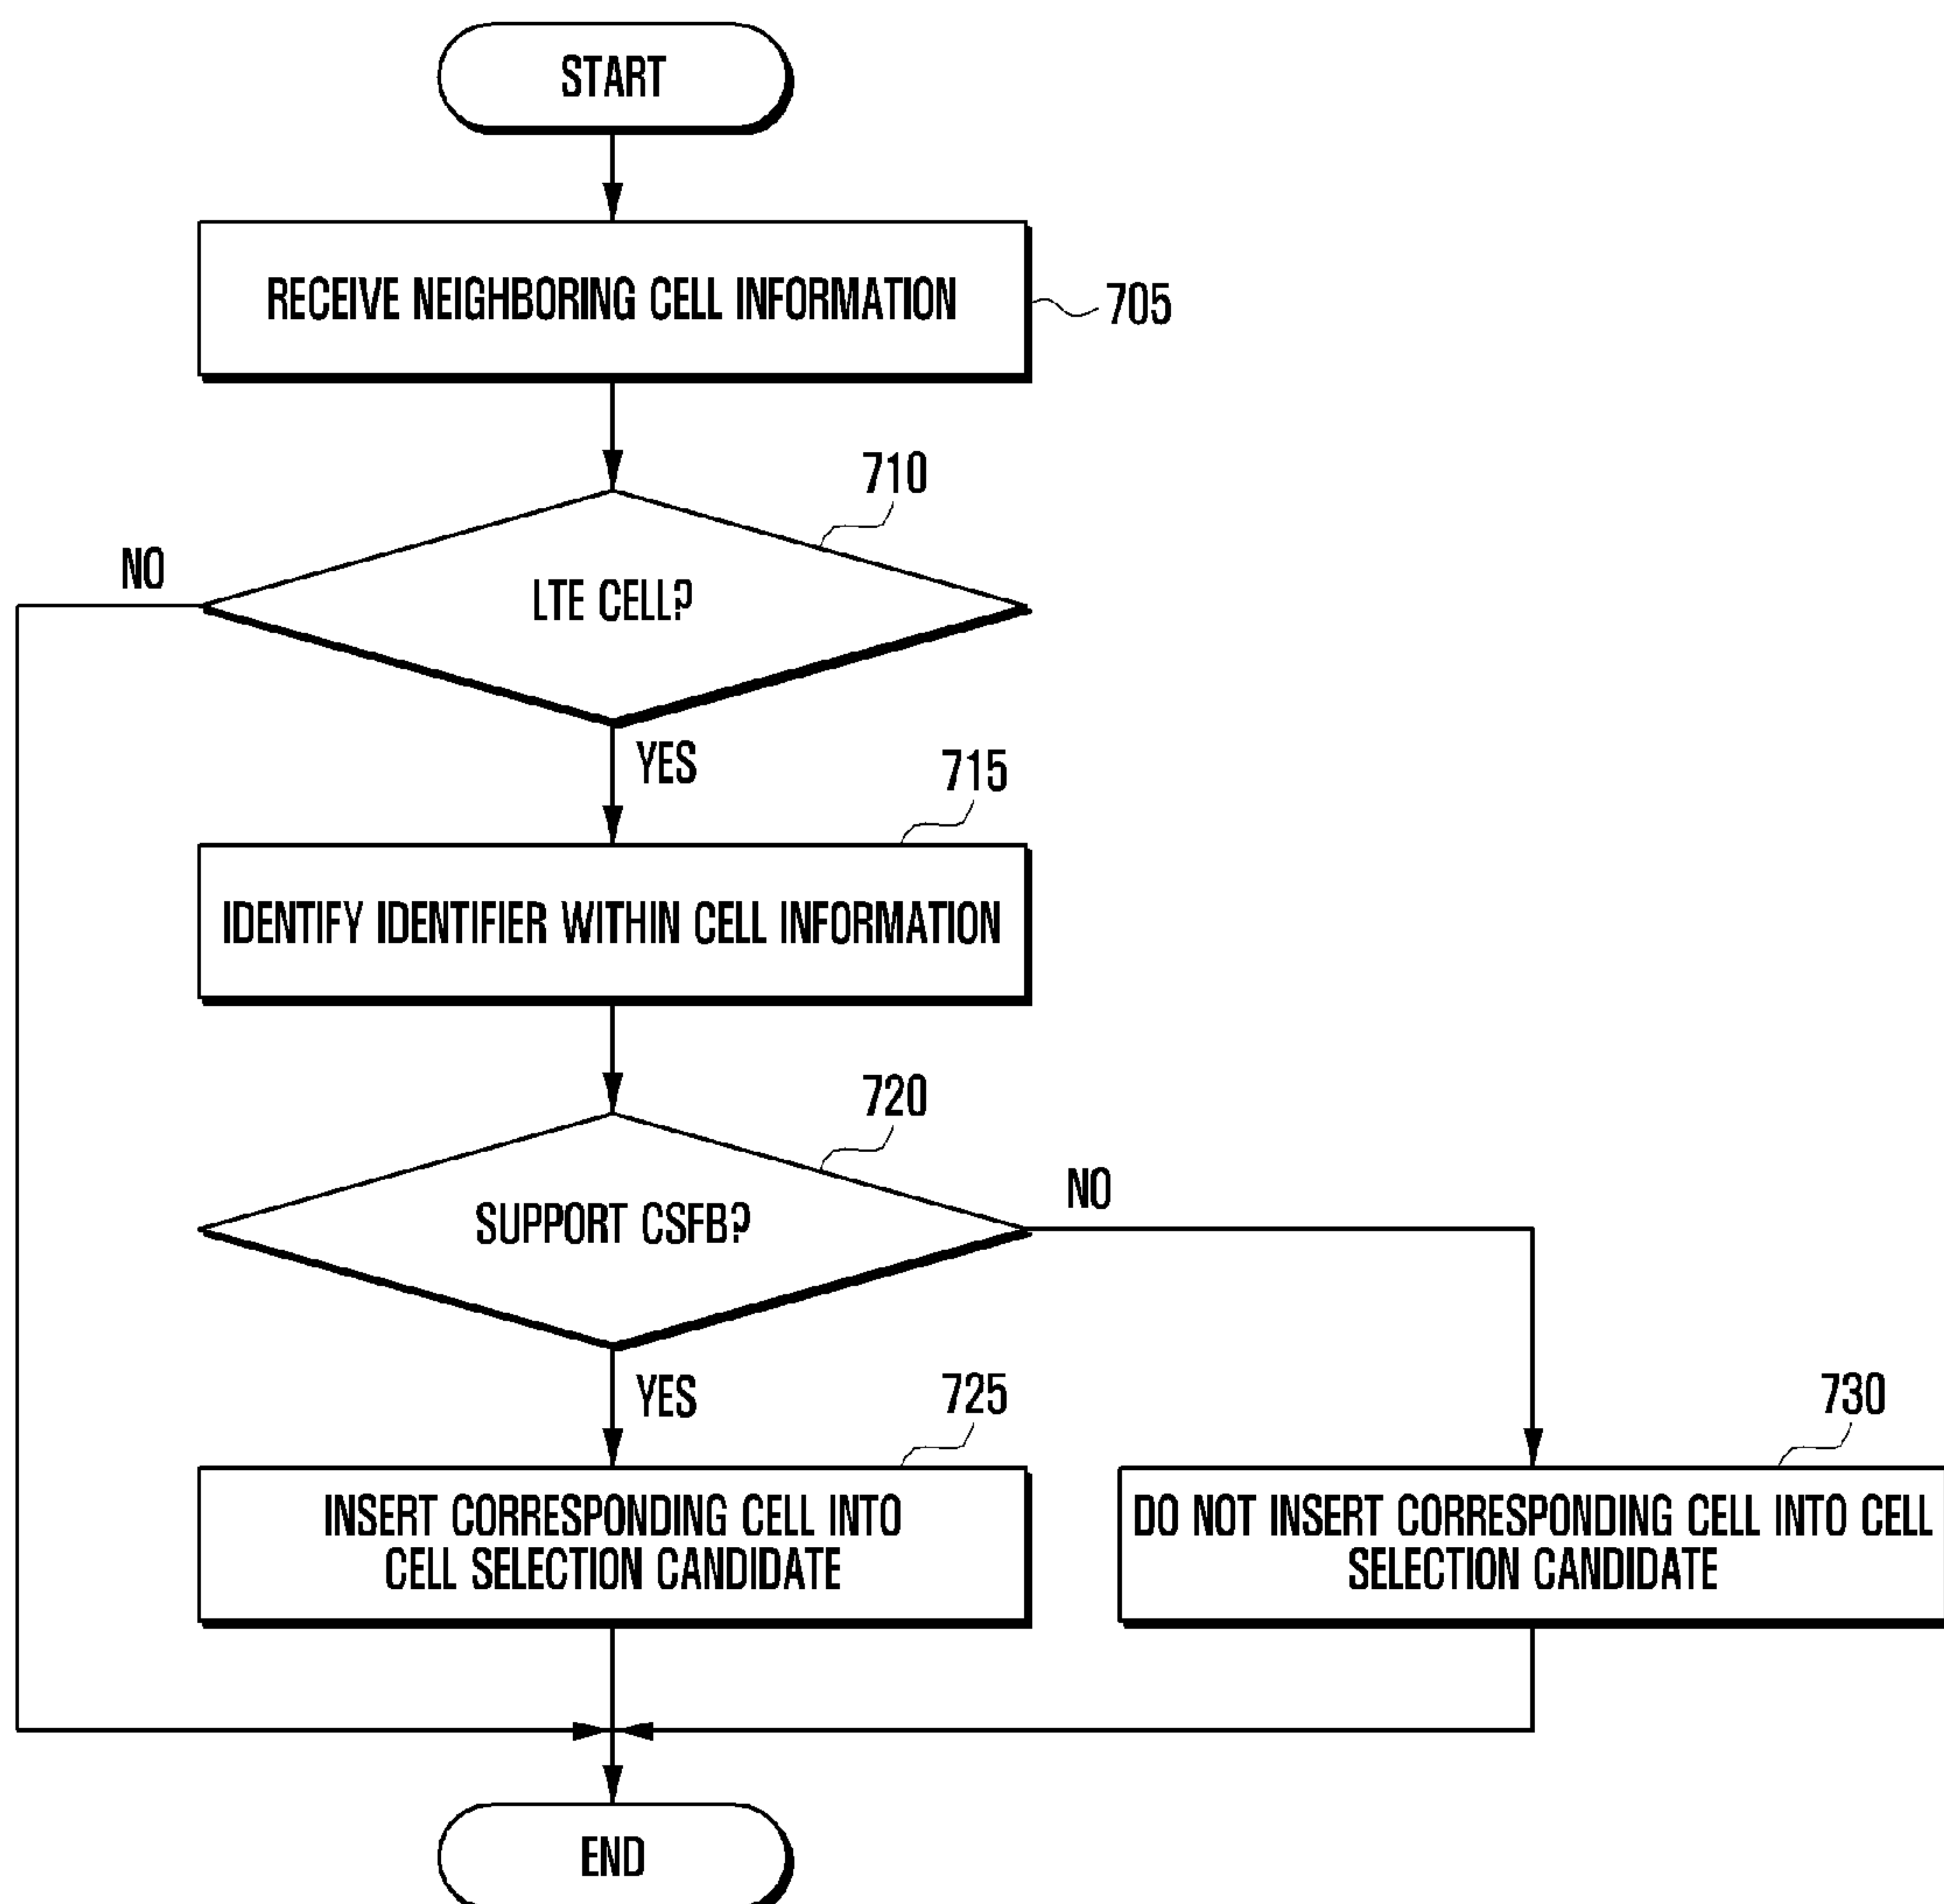 START
RECEIVE NEIGHBORING CELL INFORMATION
705
710
NO
LTE CELL?
YES
715
IDENTIFY IDENTIFIER WITHIN CELL INFORMATION
720
NO
SUPPORT CSFB?
YES
725
730
INSERT CORRESPONDING CELL INTO
CELL SELECTION CANDIDATE
DO NOT INSERT CORRESPONDING CELL INTO CELL
SELECTION CANDIDATE
END